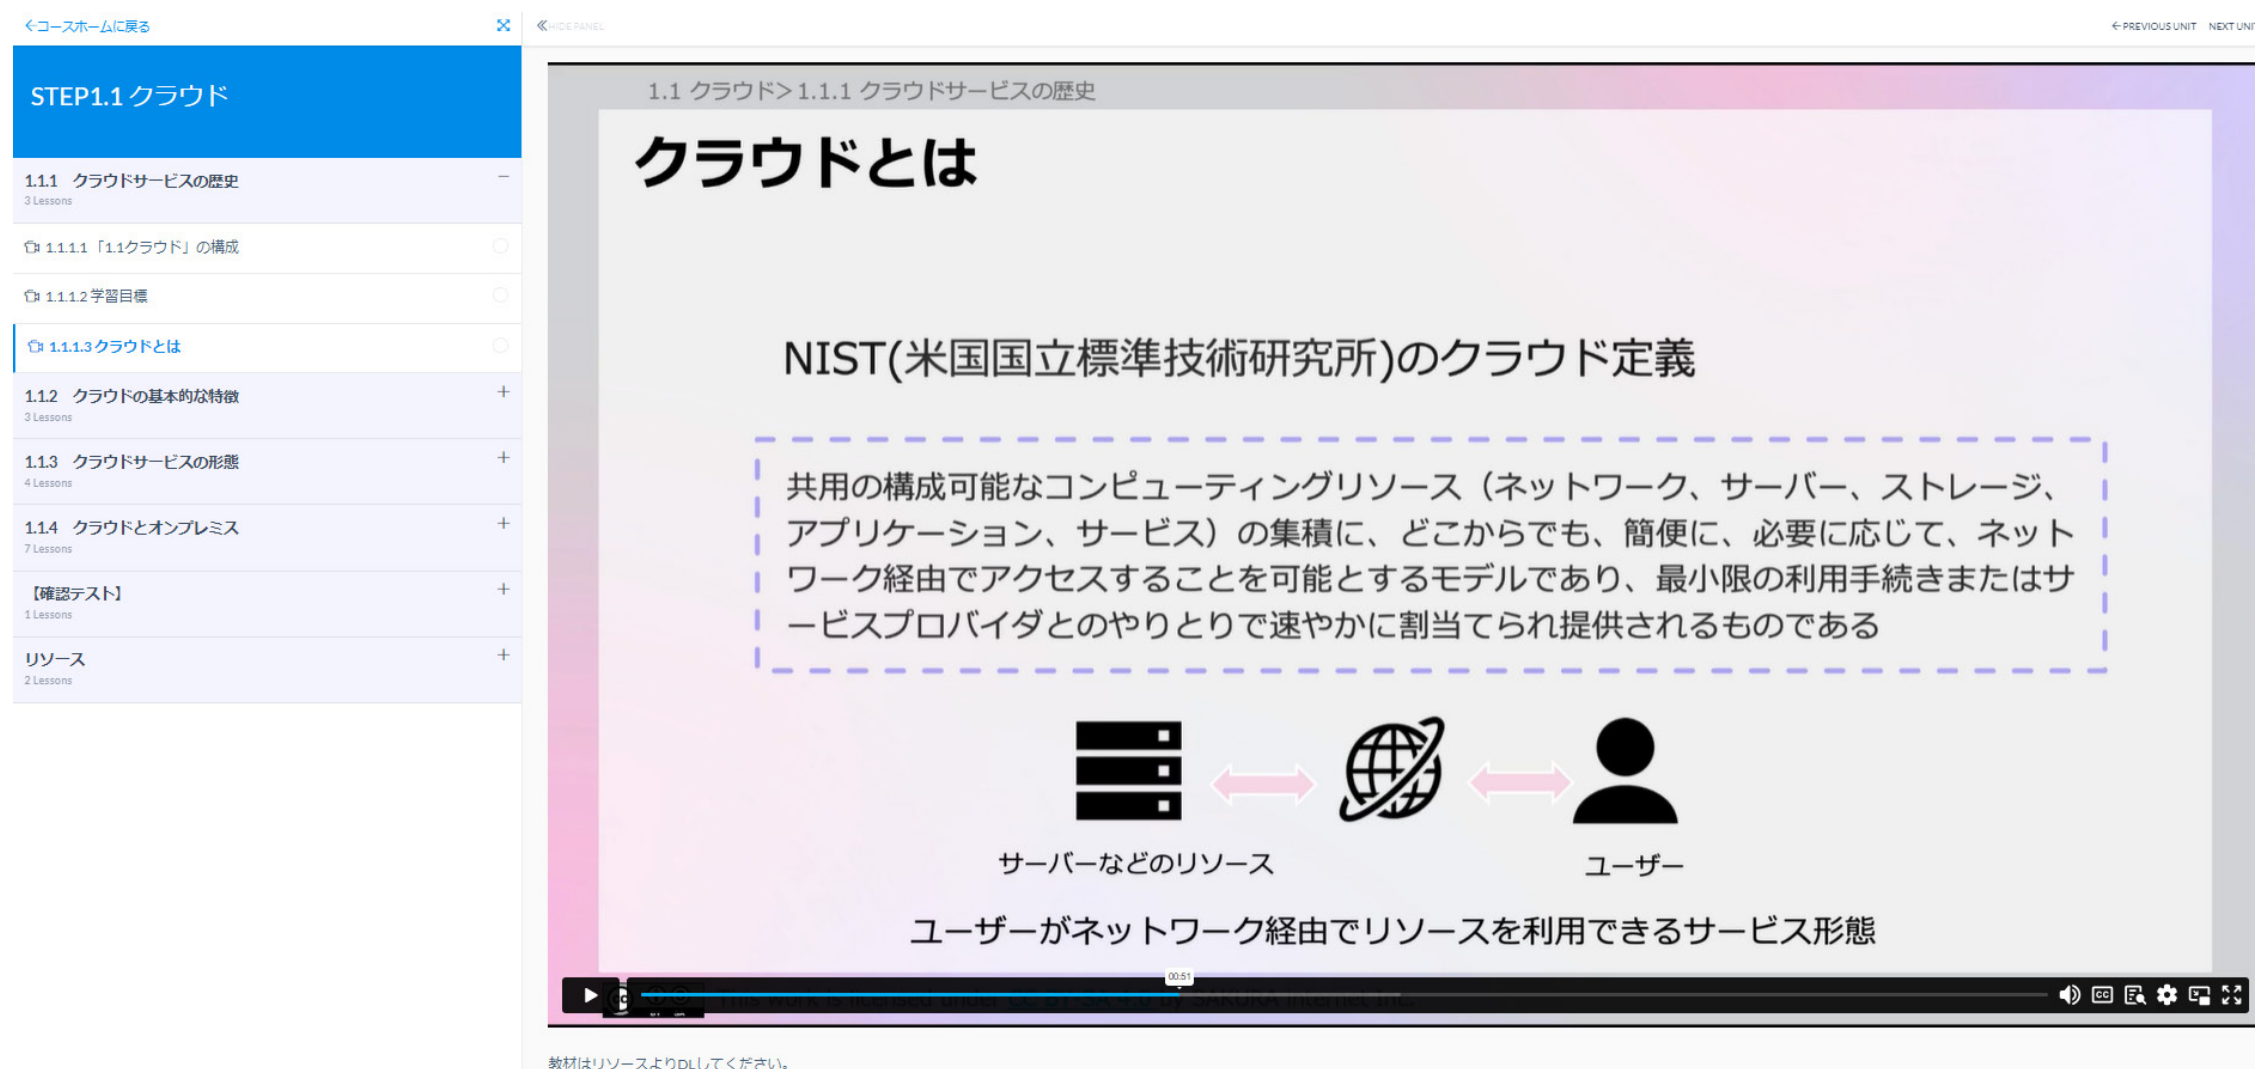 ←コースホームに戻る
HIDE PANEL
←PREVIOUS UNIT NEXT UNI
STEP1.1 クラウド
1.1.1 クラウドサービスの歴史
3 Lessons
1.1.1.1「1.1クラウド」の構成
1.1.1.2 学習目標
1.1.1.3 クラウドとは
1.1.2 クラウドの基本的な特徴
3 Lessons
1.1.3 クラウドサービスの形態
4 Lessons
1.1.4 クラウドとオンプレミス
7 Lessons
【確認テスト】
1 Lessons
リソース
2 Lessons
1.1 クラウド>1.1.1 クラウドサービスの歴史
クラウドとは
NIST(米国国立標準技術研究所)のクラウド定義
共用の構成可能なコンピューティングリソース（ネットワーク、サーバー、ストレージ、
アプリケーション、サービス）の集積に、どこからでも、簡便に、必要に応じて、ネット
ワーク経由でアクセスすることを可能とするモデルであり、最小限の利用手続きまたはサ
ービスプロバイダとのやりとりで速やかに割当てられ提供されるものである
サーバーなどのリソース
ユーザー
ユーザーがネットワーク経由でリソースを利用できるサービス形態
00:51
This work is licensed under CC BY-SA 4.0 by SAKURA internet Inc.
CC
教材はリソースよりDLしてください。